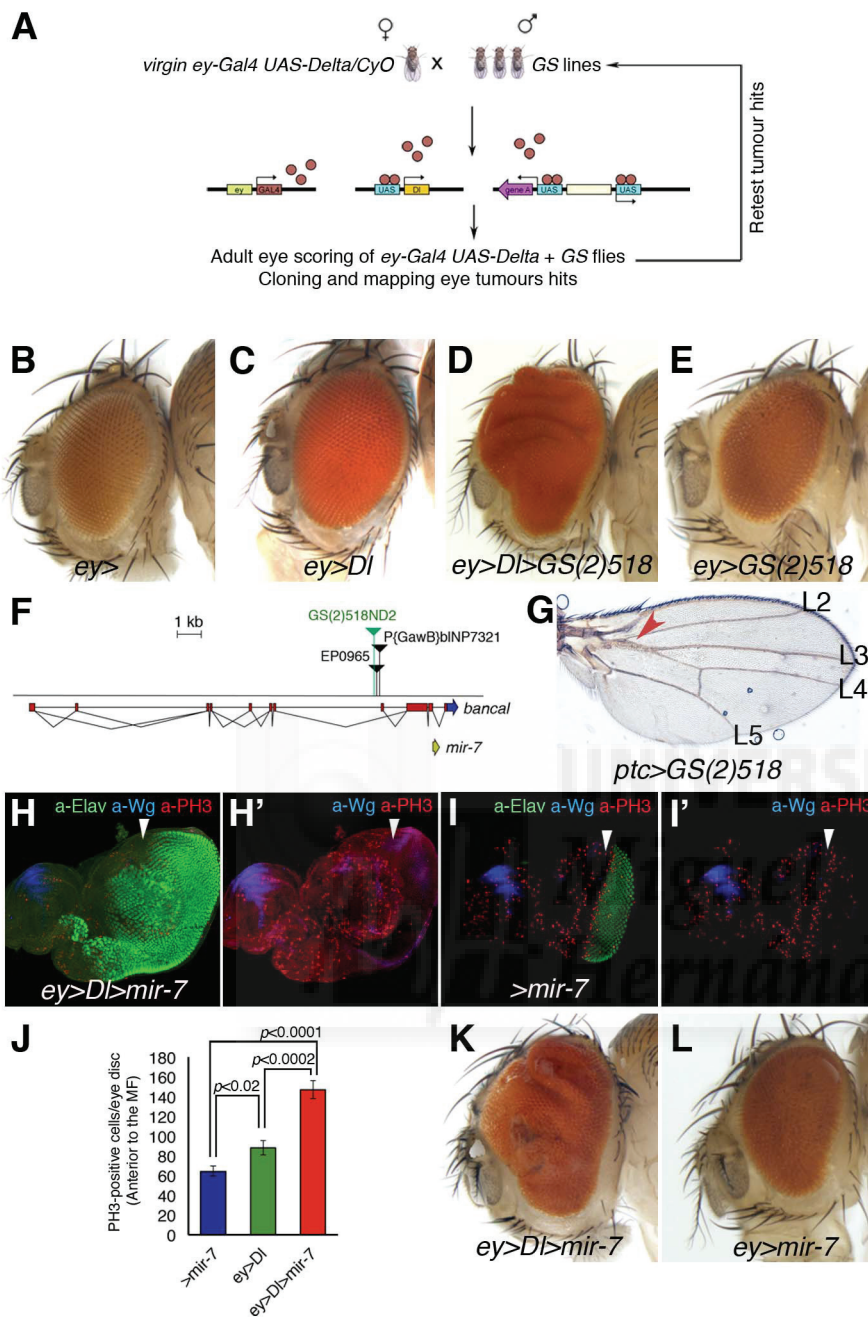 A
♀ ♂
virgin ey-Gal4 UAS-Delta/CyO x GS lines
Retest tumour hits
ey GAL4 UAS Dl gene A UAS UAS
Adult eye scoring of ey-Gal4 UAS-Delta + GS flies
Cloning and mapping eye tumours hits
B C D E
ey> ey>Dl ey>Dl>GS(2)518 ey>GS(2)518
F
1 kb
GS(2)518ND2
P{GawB}blNP7321
EP0965
bancal
mir-7
G
L2
L3
L4
L5
ptc>GS(2)518
UNIVERS
H a-Elav a-Wg a-PH3
H' a-Wg a-PH3
I a-Elav a-Wg a-PH3
I' a-Wg a-PH3
Miguel
Hernánd
ey>Dl>mir-7 >mir-7
J
PH3-positive cells/eye disc
(Anterior to the MF)
180
160
140
120
100
80
60
40
20
0
p<0.0001
p<0.0002
p<0.02
>mir-7
ey>Dl
ey>Dl>mir-7
K L
ey>Dl>mir-7 ey>mir-7